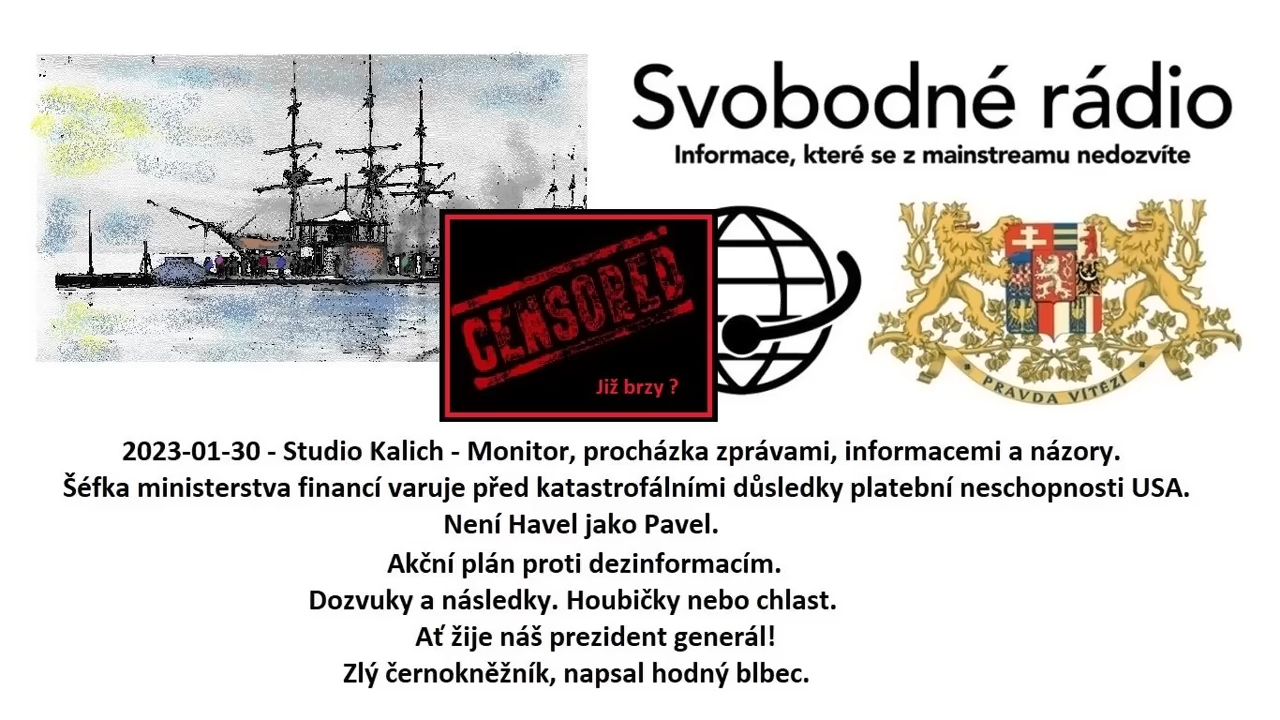 Svobodné rádio
Informace, které se z mainstreamu nedozvíte
CENSORED
Již brzy ?
PRAVDA VÍTĚZÍ
2023-01-30 - Studio Kalich - Monitor, procházka zprávami, informacemi a názory.
Šéfka ministerstva financí varuje před katastrofálními důsledky platební neschopnosti USA.
Není Havel jako Pavel.
Akční plán proti dezinformacím.
Dozvuky a následky. Houbičky nebo chlast.
Ať žije náš prezident generál!
Zlý černokněžník, napsal hodný blbec.